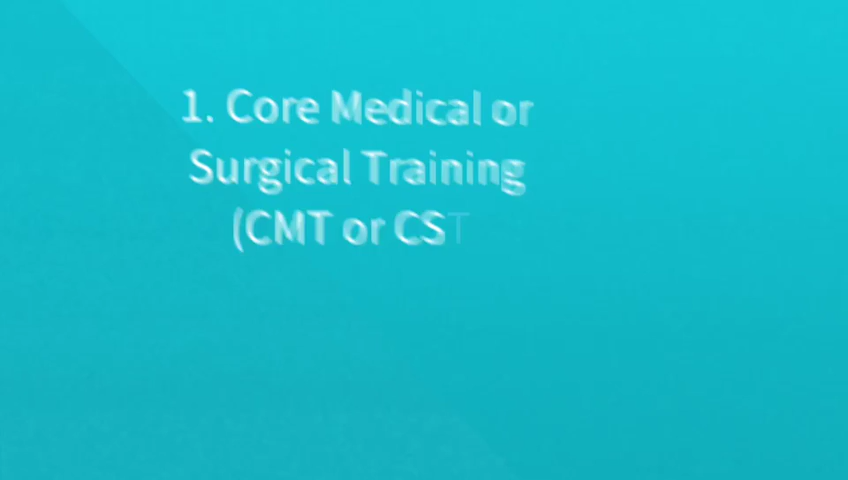 1. Core Medical or
Surgical Training
(CMT or CST